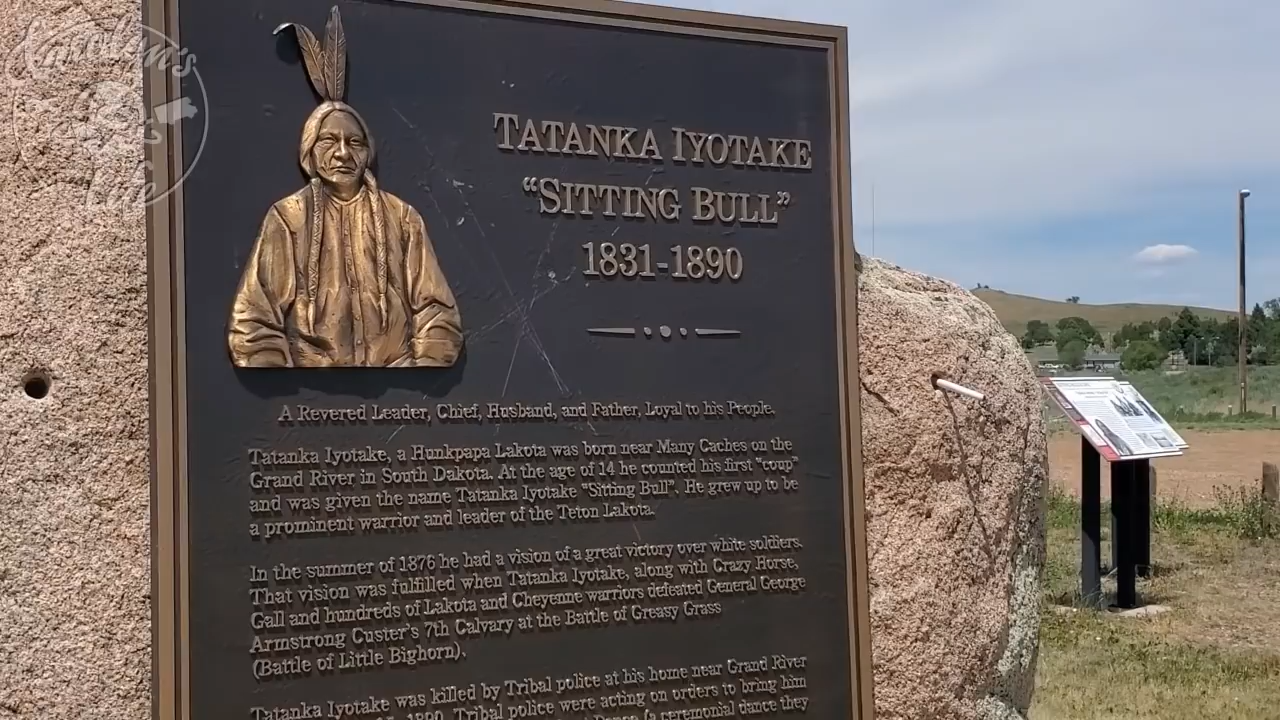 TATANKA IYOTAKE
“SITTING BULL”
1831-1890
A Revered Leader, Chief, Husband, and Father, Loyal to his People.
Tatanka Iyotake, a Hunkpapa Lakota was born near Many Caches on the
Grand River in South Dakota. At the age of 14 he counted his first "coup"
and was given the name Tatanka Iyotake "Sitting Bull". He grew up to be
a prominent warrior and leader of the Teton Lakota.
In the summer of 1876 he had a vision of a great victory over white soldiers.
That vision was fulfilled when Tatanka Iyotake, along with Crazy Horse,
Gall and hundreds of Lakota and Cheyenne warriors defeated General George
Armstrong Custer's 7th Calvary at the Battle of Greasy Grass
(Battle of Little Bighorn).
Tatanka Iyotake was killed by Tribal police at his home near Grand River
1890. Tribal police were acting on orders to bring him
Dance (a ceremonial dance they